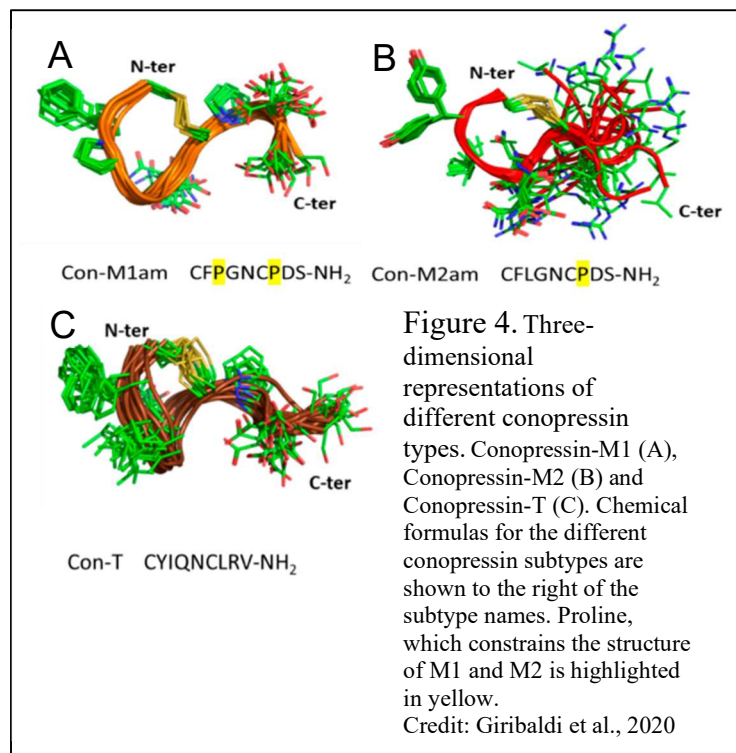 A
N-ter
C-ter
Con-M1am CFPGNCPDS-NH₂
B
N-ter
C-ter
Con-M2am CFLGNCPDS-NH₂
C
N-ter
C-ter
Con-T CYIQNCLRV-NH₂
Figure 4. Three-
dimensional
representations of
different conopressin
types. Conopressin-M1 (A),
Conopressin-M2 (B) and
Conopressin-T (C). Chemical
formulas for the different
conopressin subtypes are
shown to the right of the
subtype names. Proline,
which constrains the structure
of M1 and M2 is highlighted
in yellow.
Credit: Giribaldi et al., 2020